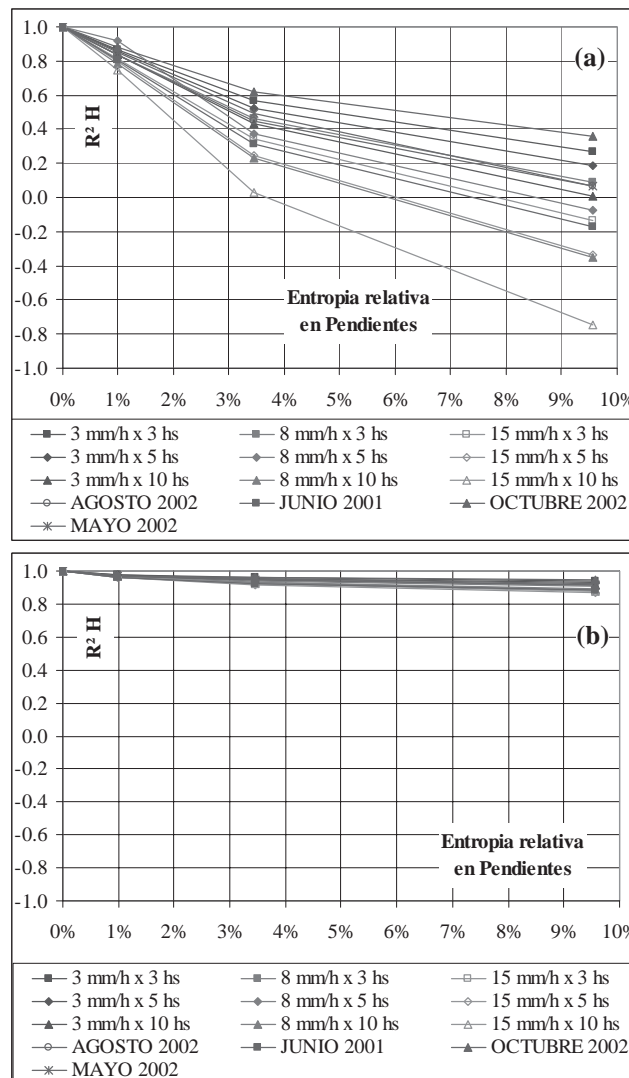 1.0
(a)
0.8
0.6
R² H
0.4
0.2
0.0
-0.2
-0.4
Entropia relativa
en Pendientes
-0.6
-0.8
-1.0
0% 1% 2% 3% 4% 5% 6% 7% 8% 9% 10%
3 mm/h x 3 hs 8 mm/h x 3 hs 15 mm/h x 3 hs
3 mm/h x 5 hs 8 mm/h x 5 hs 15 mm/h x 5 hs
3 mm/h x 10 hs 8 mm/h x 10 hs 15 mm/h x 10 hs
AGOSTO 2002 JUNIO 2001 OCTUBRE 2002
MAYO 2002
1.0
0.8
R² H
(b)
0.6
0.4
0.2
0.0
-0.2
-0.4
-0.6
Entropia relativa
en Pendientes
-0.8
-1.0
0% 1% 2% 3% 4% 5% 6% 7% 8% 9% 10%
3 mm/h x 3 hs 8 mm/h x 3 hs 15 mm/h x 3 hs
3 mm/h x 5 hs 8 mm/h x 5 hs 15 mm/h x 5 hs
3 mm/h x 10 hs 8 mm/h x 10 hs 15 mm/h x 10 hs
AGOSTO 2002 JUNIO 2001 OCTUBRE 2002
MAYO 2002